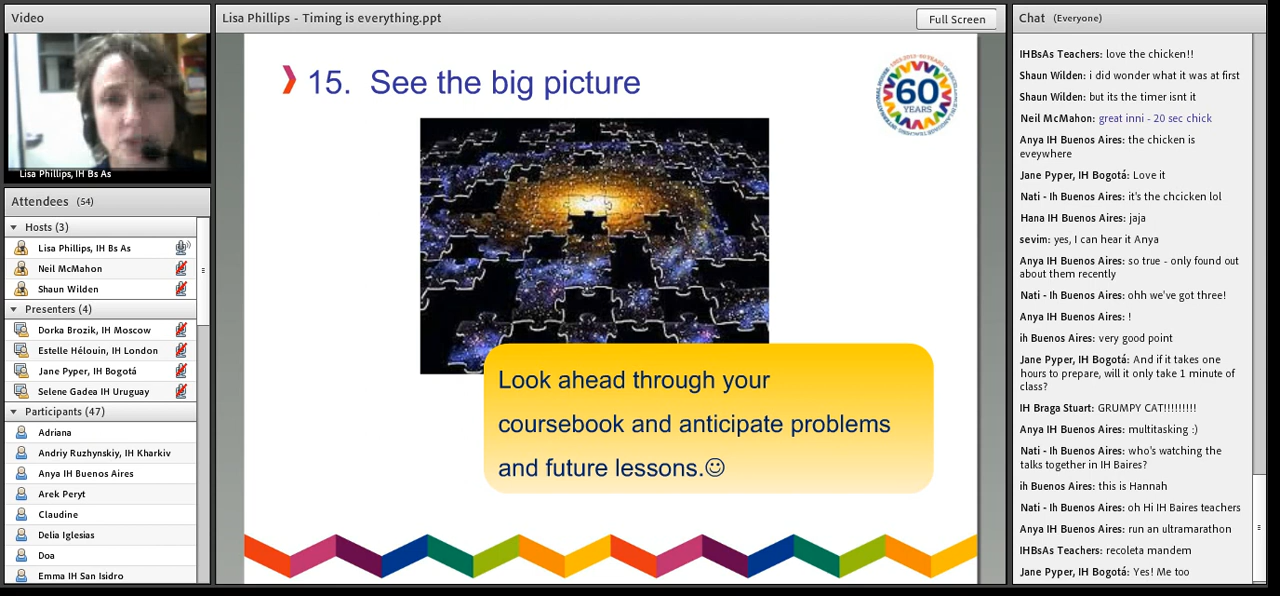 Video
Lisa Phillips, IH Bs As
Attendees (54)
Hosts (3)
Lisa Phillips, IH Bs As
Neil McMahon
Shaun Wilden
Presenters (4)
Dorka Brozik, IH Moscow
Estelle Hélouin, IH London
Jane Pyper, IH Bogotá
Selene Gadea IH Uruguay
Participants (47)
Adriana
Andriy Ruzhynskiy, IH Kharkiv
Anya IH Buenos Aires
Arek Peryt
Claudine
Delia Iglesias
Doa
Emma IH San Isidro
Lisa Phillips - Timing is everything.ppt
Full Screen
15. See the big picture
60
YEARS
Look ahead through your
coursebook and anticipate problems
and future lessons.☺
Chat (Everyone)
IHBsAs Teachers: love the chicken!!
Shaun Wilden: i did wonder what it was at first
Shaun Wilden: but its the timer isnt it
Neil McMahon: great inni - 20 sec chick
Anya IH Buenos Aires: the chicken is
eveywhere
Jane Pyper, IH Bogotá: Love it
Nati - Ih Buenos Aires: it's the chcicken lol
Hana IH Buenos Aires: jaja
sevim: yes, I can hear it Anya
Anya IH Buenos Aires: so true - only found out
about them recently
Nati - Ih Buenos Aires: ohh we've got three!
Anya IH Buenos Aires: !
ih Buenos Aires: very good point
Jane Pyper, IH Bogotá: And if it takes one
hours to prepare, will it only take 1 minute of
class?
IH Braga Stuart: GRUMPY CAT!!!!!!!!!
Anya IH Buenos Aires: multitasking :)
Nati - Ih Buenos Aires: who's watching the
talks together in IH Baires?
ih Buenos Aires: this is Hannah
Nati - Ih Buenos Aires: oh Hi IH Baires teachers
Anya IH Buenos Aires: run an ultramarathon
IHBsAs Teachers: recoleta mandem
Jane Pyper, IH Bogotá: Yes! Me too